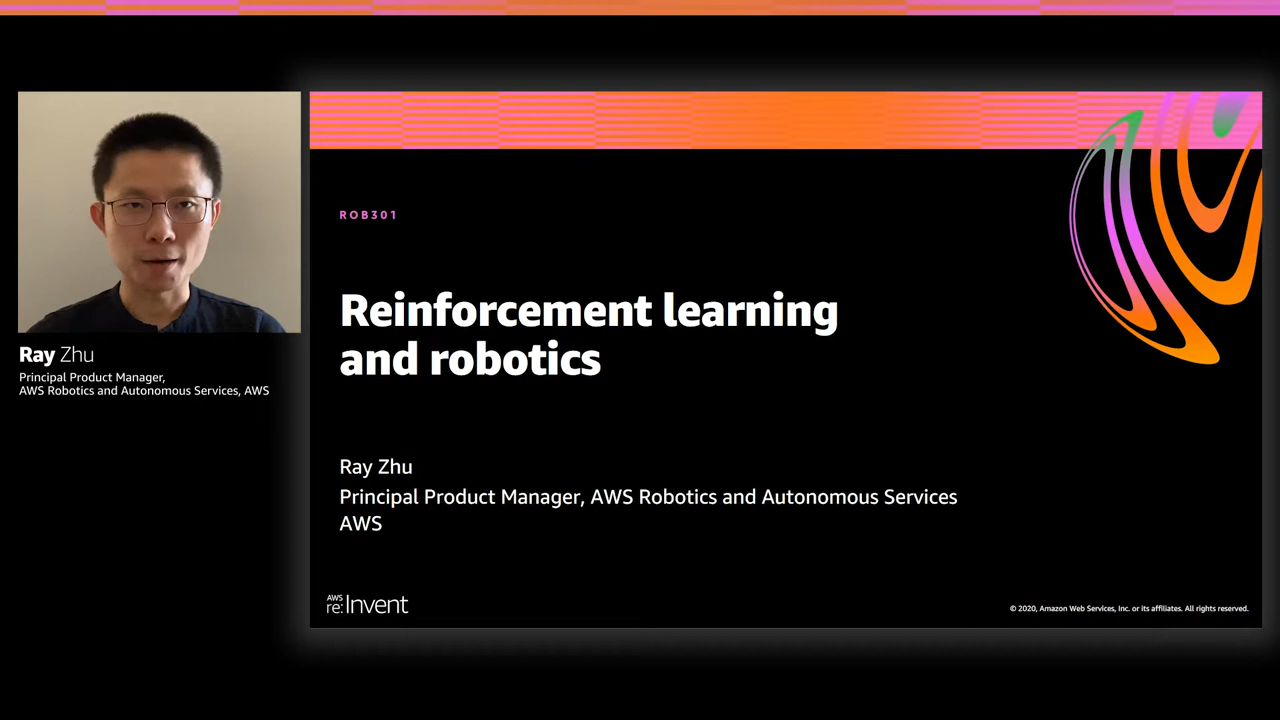 Ray Zhu
Principal Product Manager,
AWS Robotics and Autonomous Services, AWS
ROB301
Reinforcement learning
and robotics
Ray Zhu
Principal Product Manager, AWS Robotics and Autonomous Services
AWS
AWS
re:Invent
© 2020, Amazon Web Services, Inc. or its affiliates. All rights reserved.